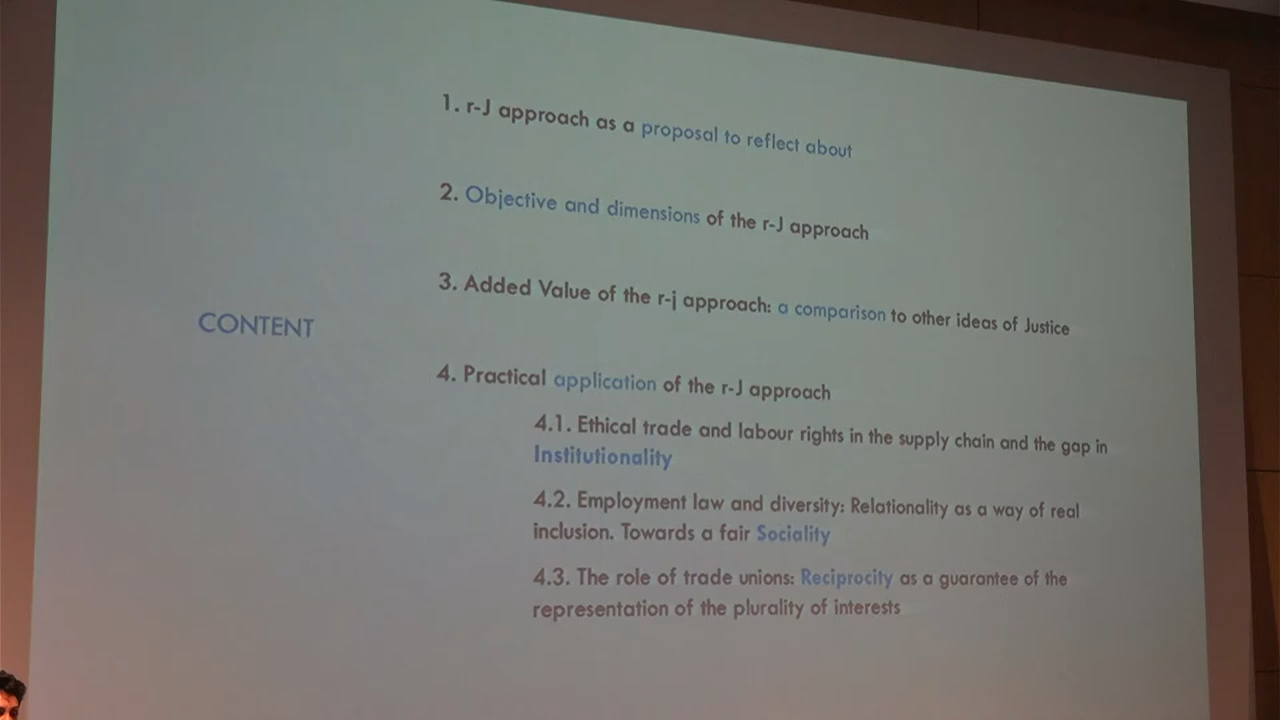 1. r-J approach as a proposal to reflect about
2. Objective and dimensions of the r-J approach
3. Added Value of the r-j approach: a comparison to other ideas of Justice
CONTENT
4. Practical application of the r-J approach
4.1. Ethical trade and labour rights in the supply chain and the gap in
Institutionality
4.2. Employment law and diversity: Relationality as a way of real
inclusion. Towards a fair Sociality
4.3. The role of trade unions: Reciprocity as a guarantee of the
representation of the plurality of interests